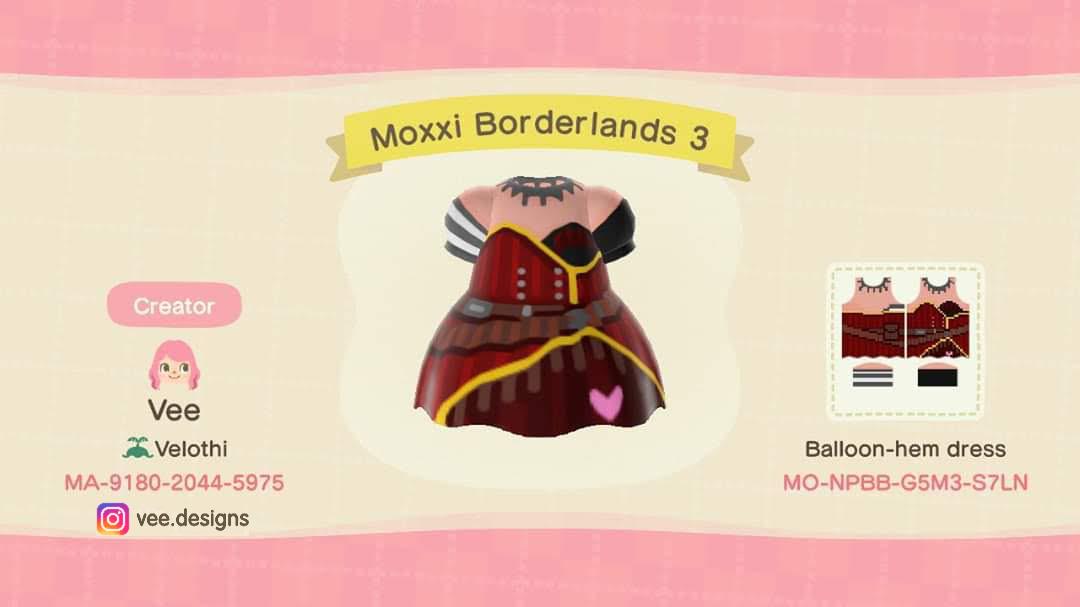 Moxxi Borderlands 3
Creator
Vee
Velothi
MA-9180-2044-5975
vee.designs
Balloon-hem dress
MO-NPBB-G5M3-S7LN